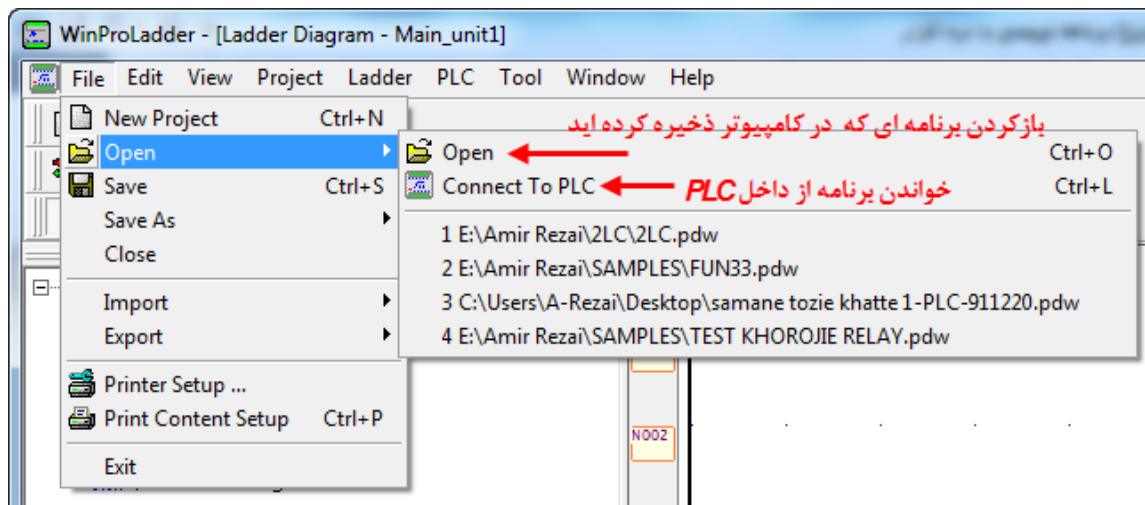 WinProLadder - [Ladder Diagram - Main_unit1]
File Edit View Project Ladder PLC Tool Window Help
New Project Ctrl+N
Open
Save Ctrl+S
Save As
Close
Import
Export
Printer Setup ...
Print Content Setup Ctrl+P
Exit
بازکردن برنامه ای که در کامپیوتر ذخیره کرده اید
Open Ctrl+O
Connect To PLC خواندن برنامه از داخل PLC Ctrl+L
1 E:\Amir Rezai\2LC\2LC.pdw
2 E:\Amir Rezai\SAMPLES\FUN33.pdw
3 C:\Users\A-Rezai\Desktop\samane tozie khatte 1-PLC-911220.pdw
4 E:\Amir Rezai\SAMPLES\TEST KHOROJIE RELAY.pdw
N002